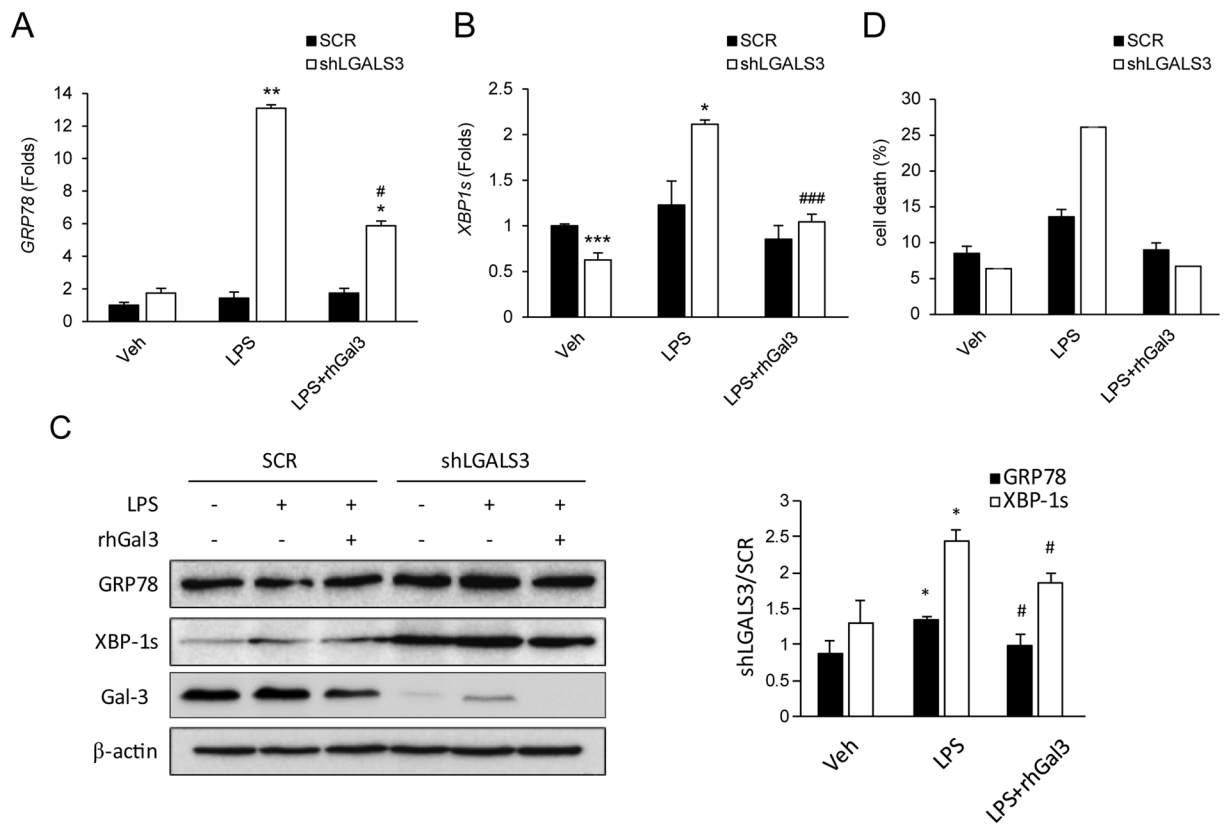 A
SCR
shLGALS3
GRP78 (Folds)
14
12
10
8
6
4
2
0
**
#
*
Veh
LPS
LPS+rhGal3
B
SCR
shLGALS3
XBP1s (Folds)
2.5
2
1.5
1
0.5
0
***
*
###
Veh
LPS
LPS+rhGal3
D
SCR
shLGALS3
cell death (%)
30
25
20
15
10
5
0
Veh
LPS
LPS+rhGal3
C
SCR shLGALS3
LPS - + + - + +
rhGal3 - - + - - +
GRP78
XBP-1s
Gal-3
β-actin
GRP78
XBP-1s
shLGALS3/SCR
3
2.5
2
1.5
1
0.5
0
*
*
#
#
Veh
LPS
LPS+rhGal3